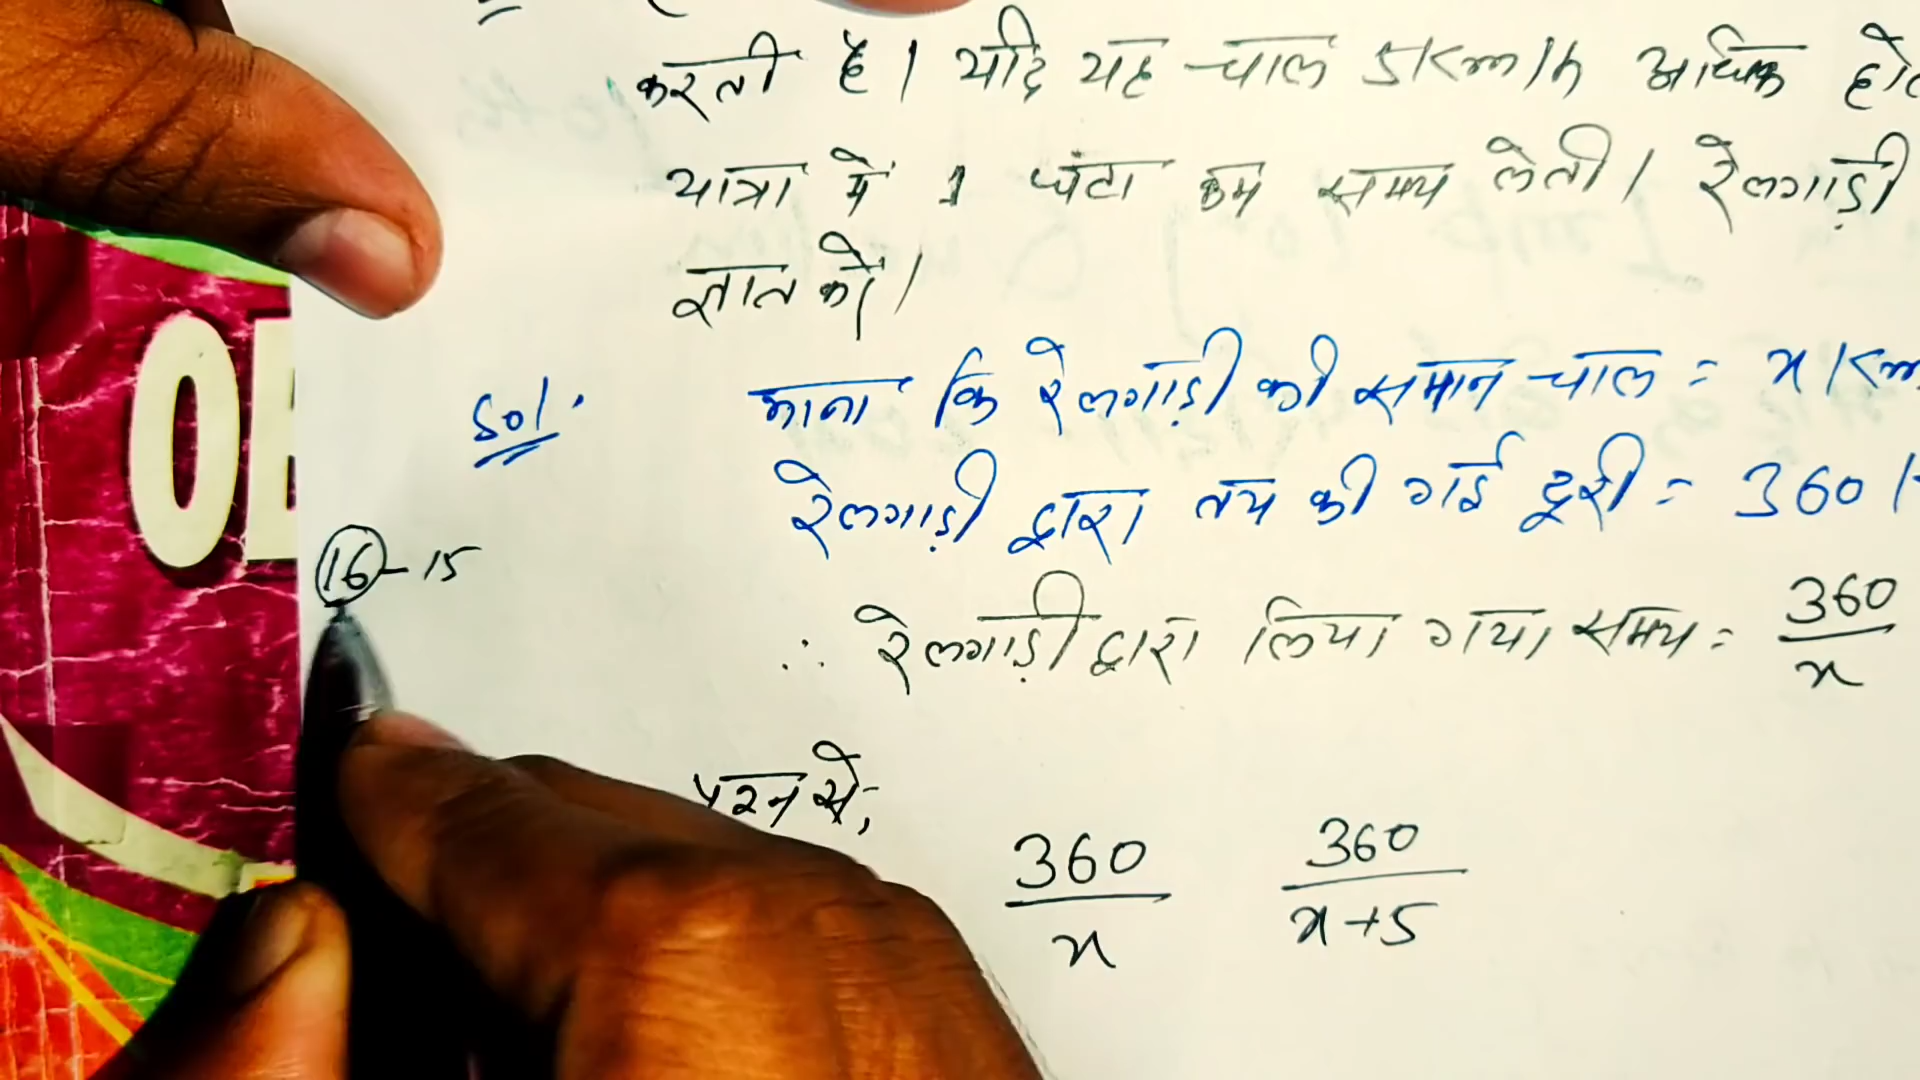 करती है। यदि यह चाल 5Km/h अधिक
यात्रा में 1 घंटा कम समय लेती। रेलगाड़ी
ज्ञात करें।
Sol. माना कि रेलगाड़ी की समान चाल = x Km
रेलगाड़ी द्वारा तय की गई दूरी = 360
16 - 15
∴ रेलगाड़ी द्वारा लिया गया समय = 360/x
प्रश्न से,
360/x 360/x+5